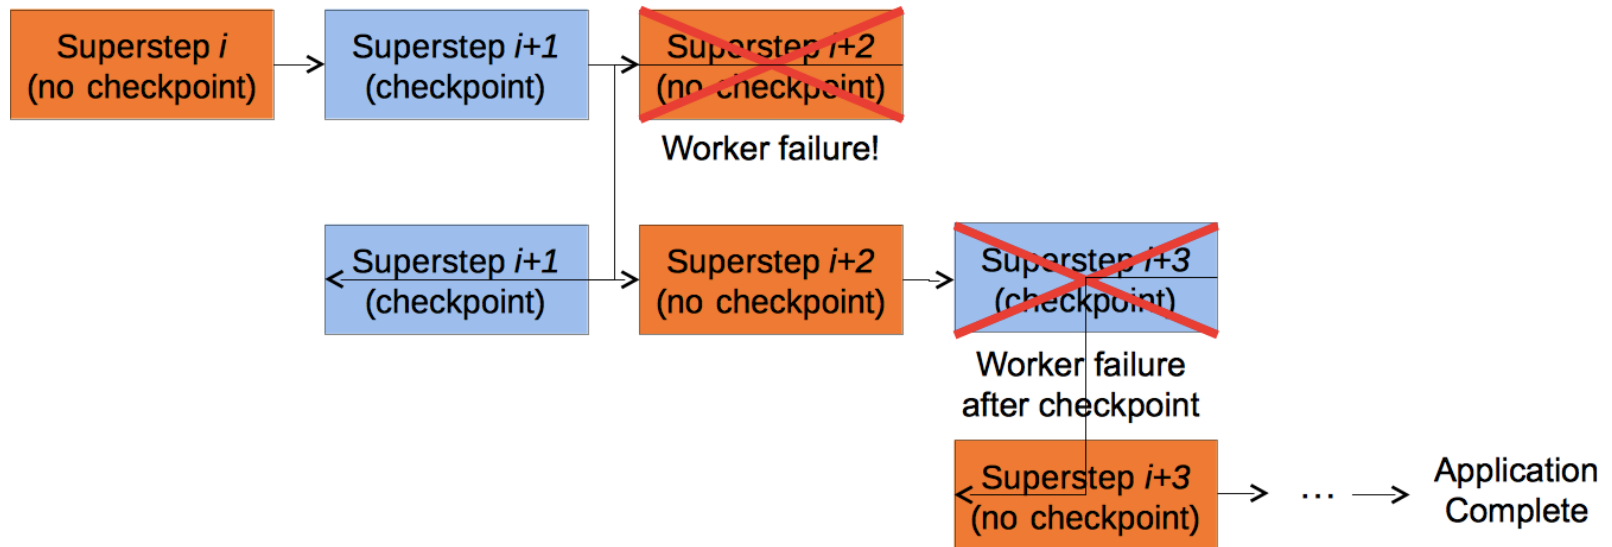 Superstep i
(no checkpoint)
Superstep i+1
(checkpoint)
Superstep i+2
(no checkpoint)
Worker failure!
Superstep i+1
(checkpoint)
Superstep i+2
(no checkpoint)
Superstep i+3
(checkpoint)
Worker failure
after checkpoint
Superstep i+3
(no checkpoint)
...
Application
Complete